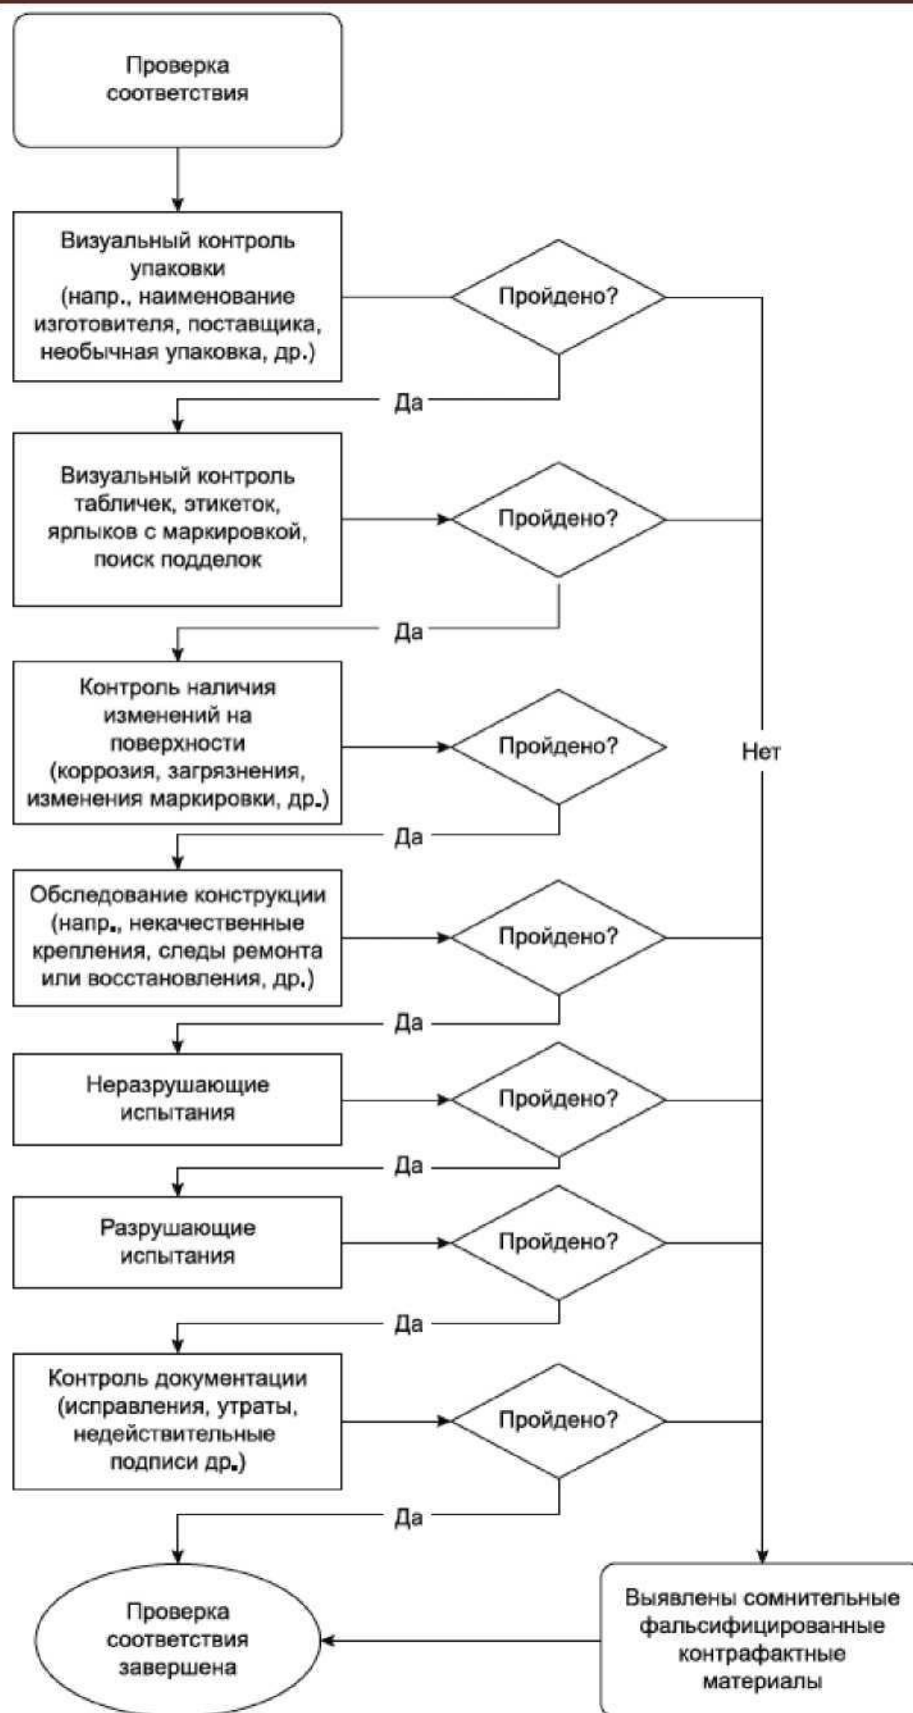 Проверка
соответствия
Визуальный контроль
упаковки
(напр., наименование
изготовителя, поставщика,
необычная упаковка, др.)
Пройдено?
Да
Визуальный контроль
табличек, этикеток,
ярлыков с маркировкой,
поиск подделок
Пройдено?
Да
Контроль наличия
изменений на
поверхности
(коррозия, загрязнения,
изменения маркировки, др.)
Пройдено?
Нет
Да
Обследование конструкции
(напр., некачественные
крепления, следы ремонта
или восстановления, др.)
Пройдено?
Да
Неразрушающие
испытания
Пройдено?
Да
Разрушающие
испытания
Пройдено?
Да
Контроль документации
(исправления, утраты,
недействительные
подписи др.)
Пройдено?
Да
Проверка
соответствия
завершена
Выявлены сомнительные
фальсифицированные
контрафактные
материалы